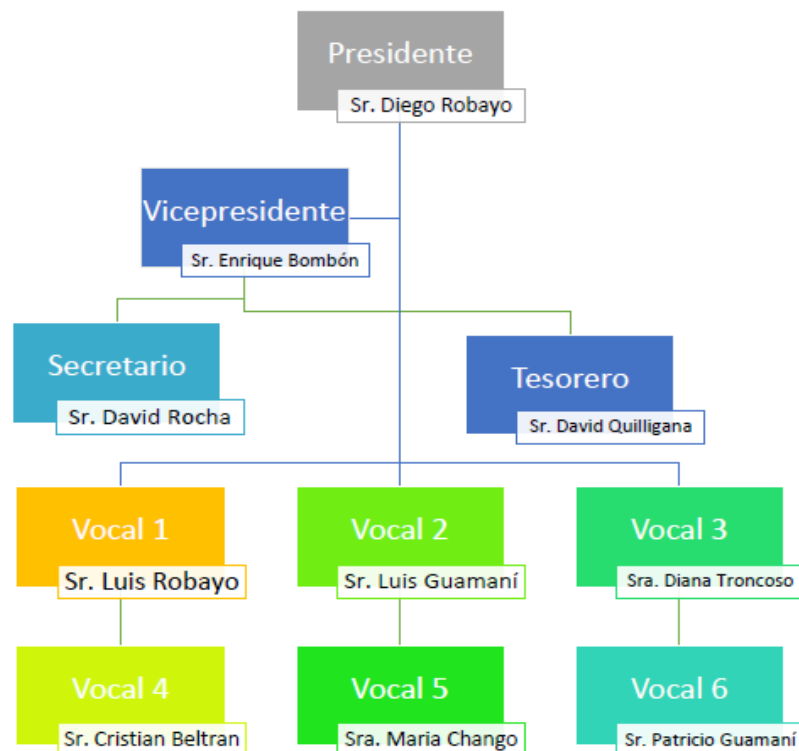 Presidente
Sr. Diego Robayo
Vicepresidente
Sr. Enrique Bombón
Secretario
Sr. David Rocha
Tesorero
Sr. David Quilligana
Vocal 1
Sr. Luis Robayo
Vocal 2
Sr. Luis Guamaní
Vocal 3
Sra. Diana Troncoso
Vocal 4
Sr. Cristian Beltran
Vocal 5
Sra. Maria Chango
Vocal 6
Sr. Patricio Guamaní